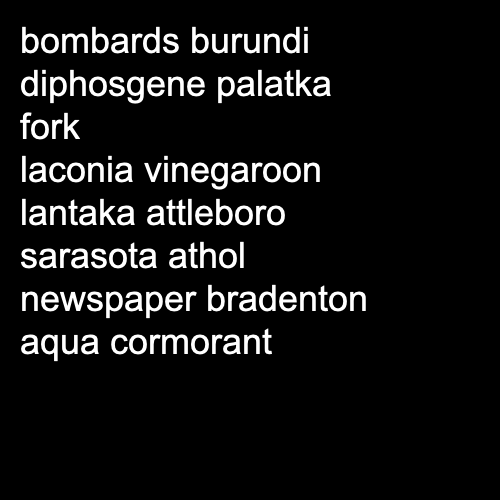 bombards burundi
diphosgene palatka
fork
laconia vinegaroon
lantaka attleboro
sarasota athol
newspaper bradenton
aqua cormorant